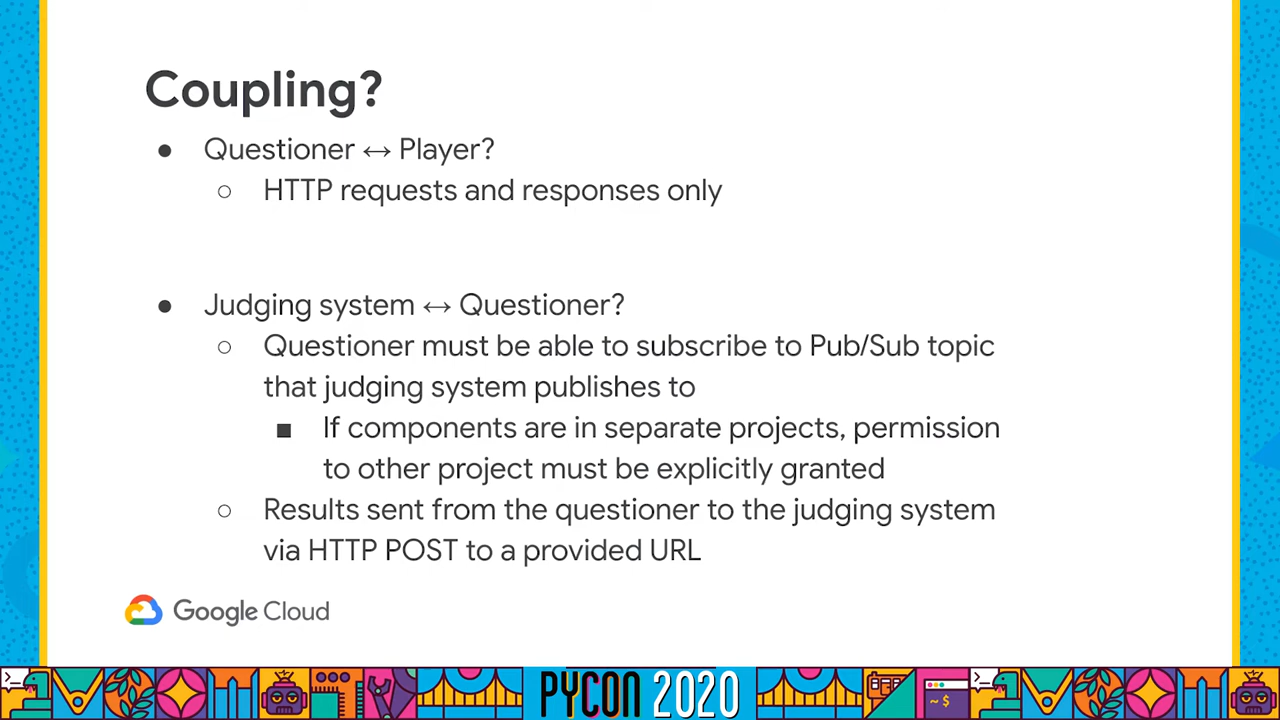 Coupling?
● Questioner ↔ Player?
○ HTTP requests and responses only
● Judging system ↔ Questioner?
○ Questioner must be able to subscribe to Pub/Sub topic
that judging system publishes to
■ If components are in separate projects, permission
to other project must be explicitly granted
○ Results sent from the questioner to the judging system
via HTTP POST to a provided URL
Google Cloud
PYCON 2020
~$